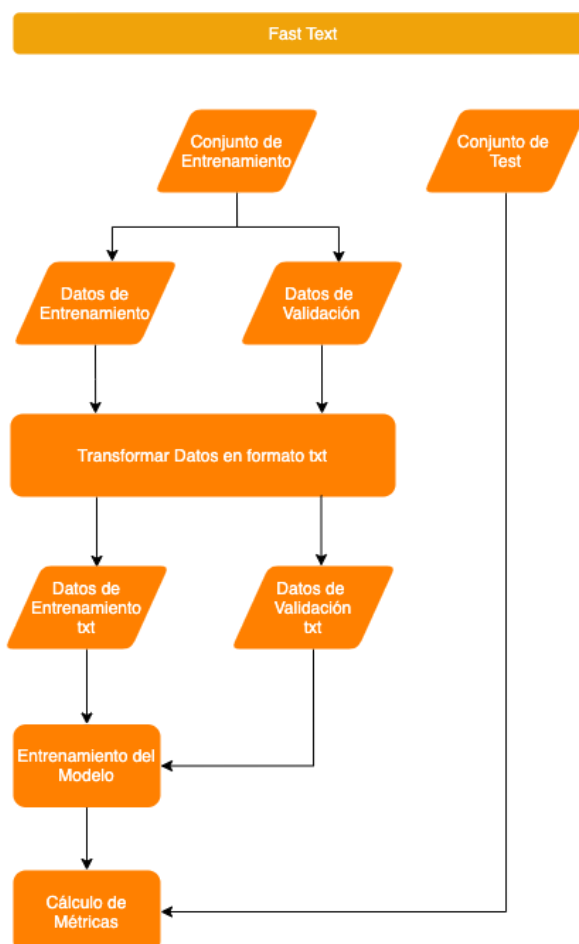 Fast Text
Conjunto de
Entrenamiento
Conjunto de
Test
Datos de
Entrenamiento
Datos de
Validación
Transformar Datos en formato txt
Datos de
Entrenamiento
txt
Datos de
Validación
txt
Entrenamiento del
Modelo
Cálculo de
Métricas